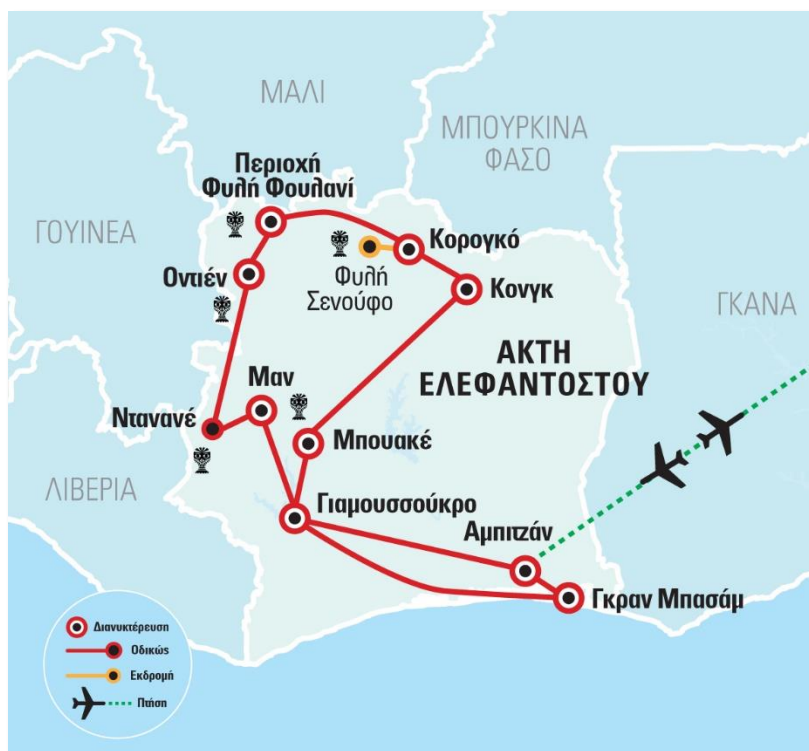 ΜΑΛΙ
ΜΠΟΥΡΚΙΝΑ
ΦΑΣΟ
Περιοχή
Φυλή Φουλανί
ΓΟΥΙΝΕΑ
Κορογκό
Οντιέν
Φυλή
Σενούφο
Κονγκ
ΓΚΑΝΑ
ΑΚΤΗ
ΕΛΕΦΑΝΤΟΣΤΟΥ
Μαν
Ντανανέ
Μπουακέ
ΛΙΒΕΡΙΑ
Γιαμουσσούκρο
Αμπιτζάν
Γκραν Μπασάμ
Διανυκτέρευση
Οδικώς
Εκδρομή
Πτήση